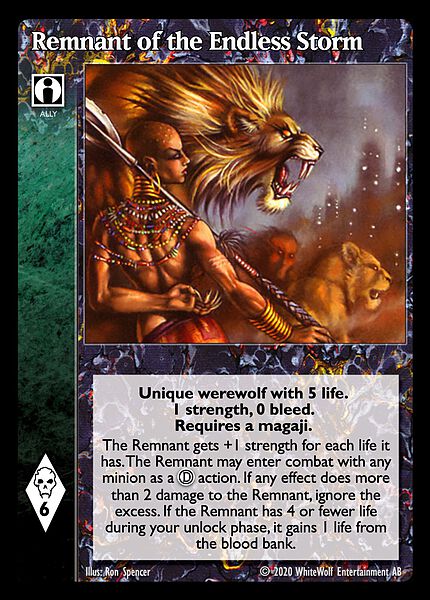 Remnant of the Endless Storm
ALLY
Unique werewolf with 5 life.
1 strength, 0 bleed.
Requires a magaji.
The Remnant gets +1 strength for each life it
has. The Remnant may enter combat with any
minion as a Ⓓ action. If any effect does more
than 2 damage to the Remnant, ignore the
excess. If the Remnant has 4 or fewer life
during your unlock phase, it gains 1 life from
the blood bank.
6
Illus: Ron Spencer © 2020 WhiteWolf Entertainment AB